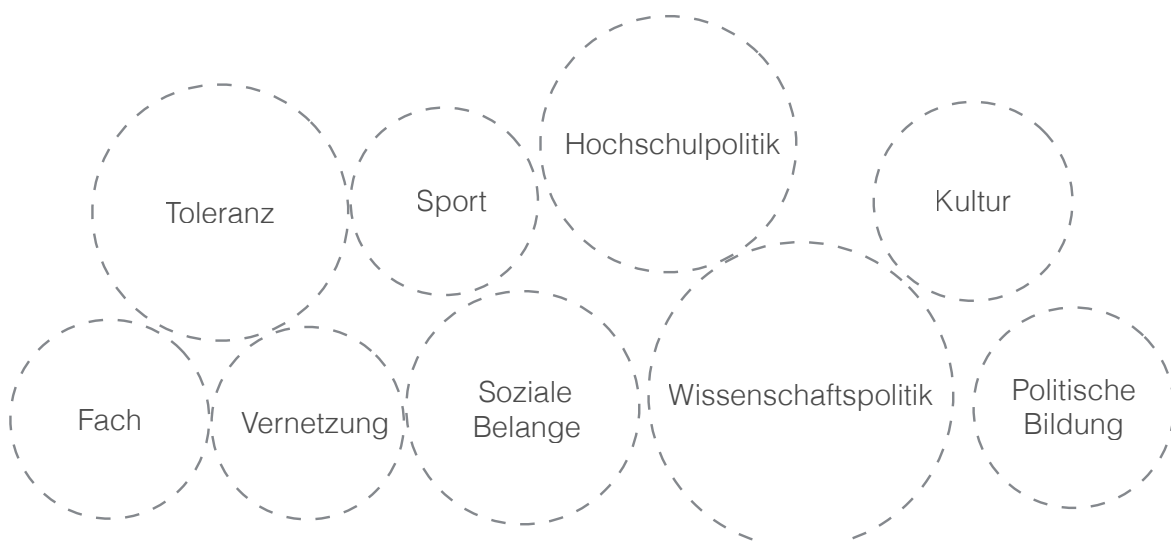 Hochschulpolitik
Toleranz
Sport
Kultur
Fach
Vernetzung
Soziale
Belange
Wissenschaftspolitik
Politische
Bildung